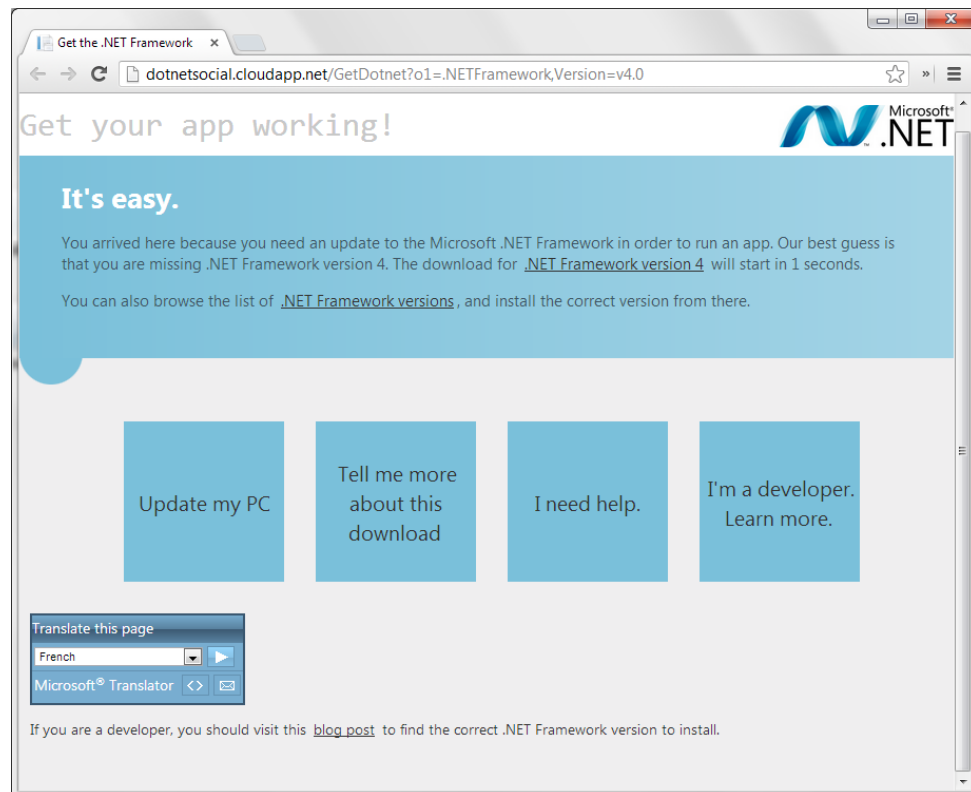 Get the .NET Framework
dotnetsocial.cloudapp.net/GetDotnet?o1=.NETFramework,Version=v4.0
Get your app working!
Microsoft®
.NET
It's easy.
You arrived here because you need an update to the Microsoft .NET Framework in order to run an app. Our best guess is
that you are missing .NET Framework version 4. The download for .NET Framework version 4 will start in 1 seconds.
You can also browse the list of .NET Framework versions, and install the correct version from there.
Update my PC
Tell me more
about this
download
I need help.
I'm a developer.
Learn more.
Translate this page
French
Microsoft® Translator
If you are a developer, you should visit this blog post to find the correct .NET Framework version to install.